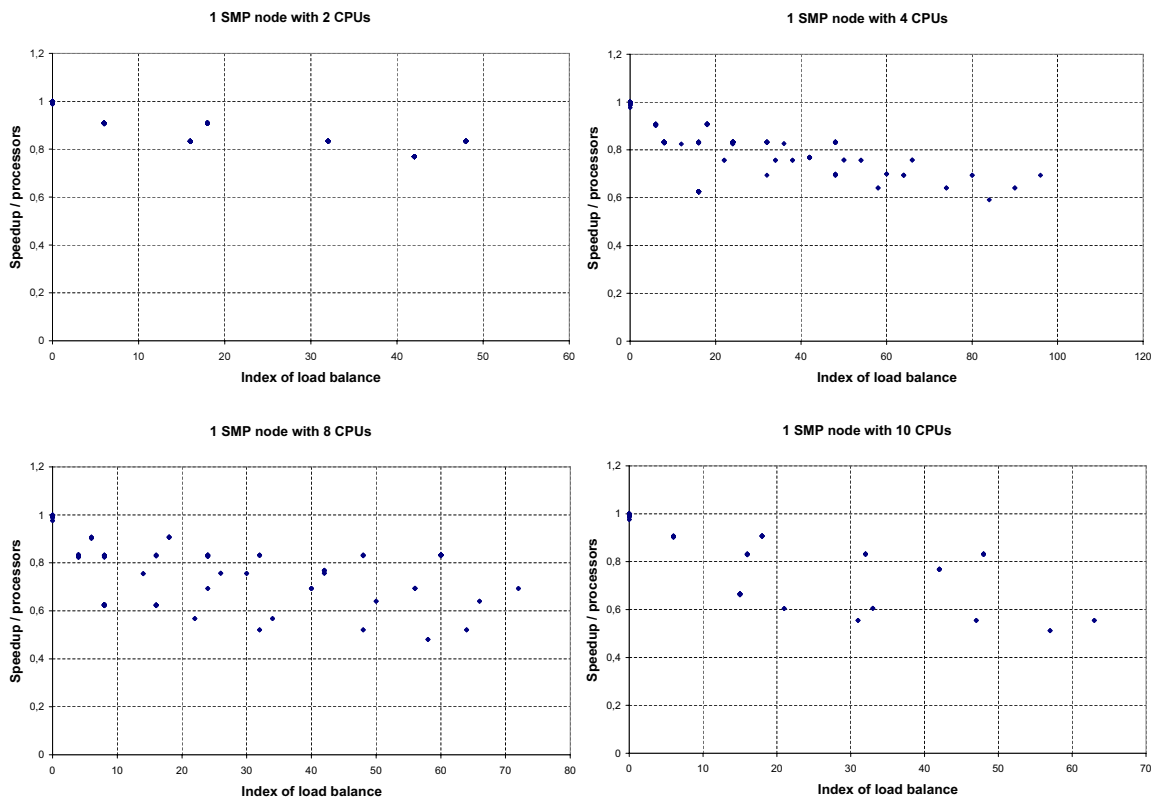 1 SMP node with 2 CPUs
1,2
1
0,8
0,6
0,4
0,2
0
0 10 20 30 40 50 60
Speedup / processors
Index of load balance
1 SMP node with 4 CPUs
1,2
1
0,8
0,6
0,4
0,2
0
0 20 40 60 80 100 120
Speedup / processors
Index of load balance
1 SMP node with 8 CPUs
1,2
1
0,8
0,6
0,4
0,2
0
0 10 20 30 40 50 60 70 80
Speedup / processors
Index of load balance
1 SMP node with 10 CPUs
1,2
1
0,8
0,6
0,4
0,2
0
0 10 20 30 40 50 60 70
Speedup / processors
Index of load balance